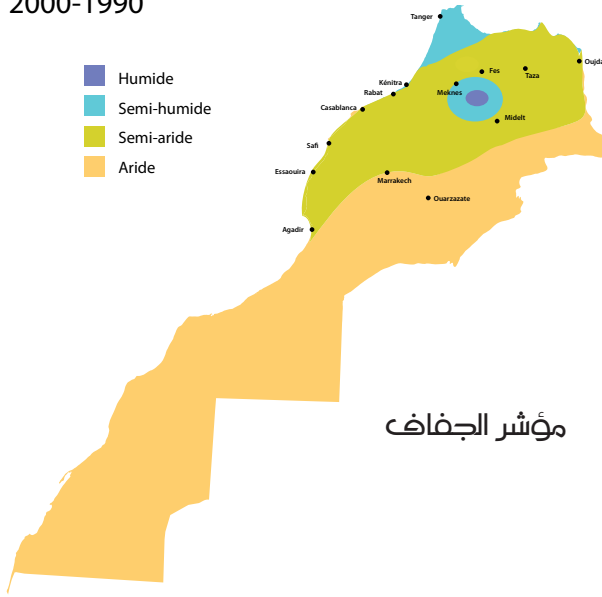 2000-1990
Humide
Semi-humide
Semi-aride
Aride
Tanger
Oujda
Fes
Taza
Kénitra
Meknes
Rabat
Casablanca
Midelt
Safi
Essaouira
Marrakech
Ouarzazate
Agadir
مؤشر الجفاف